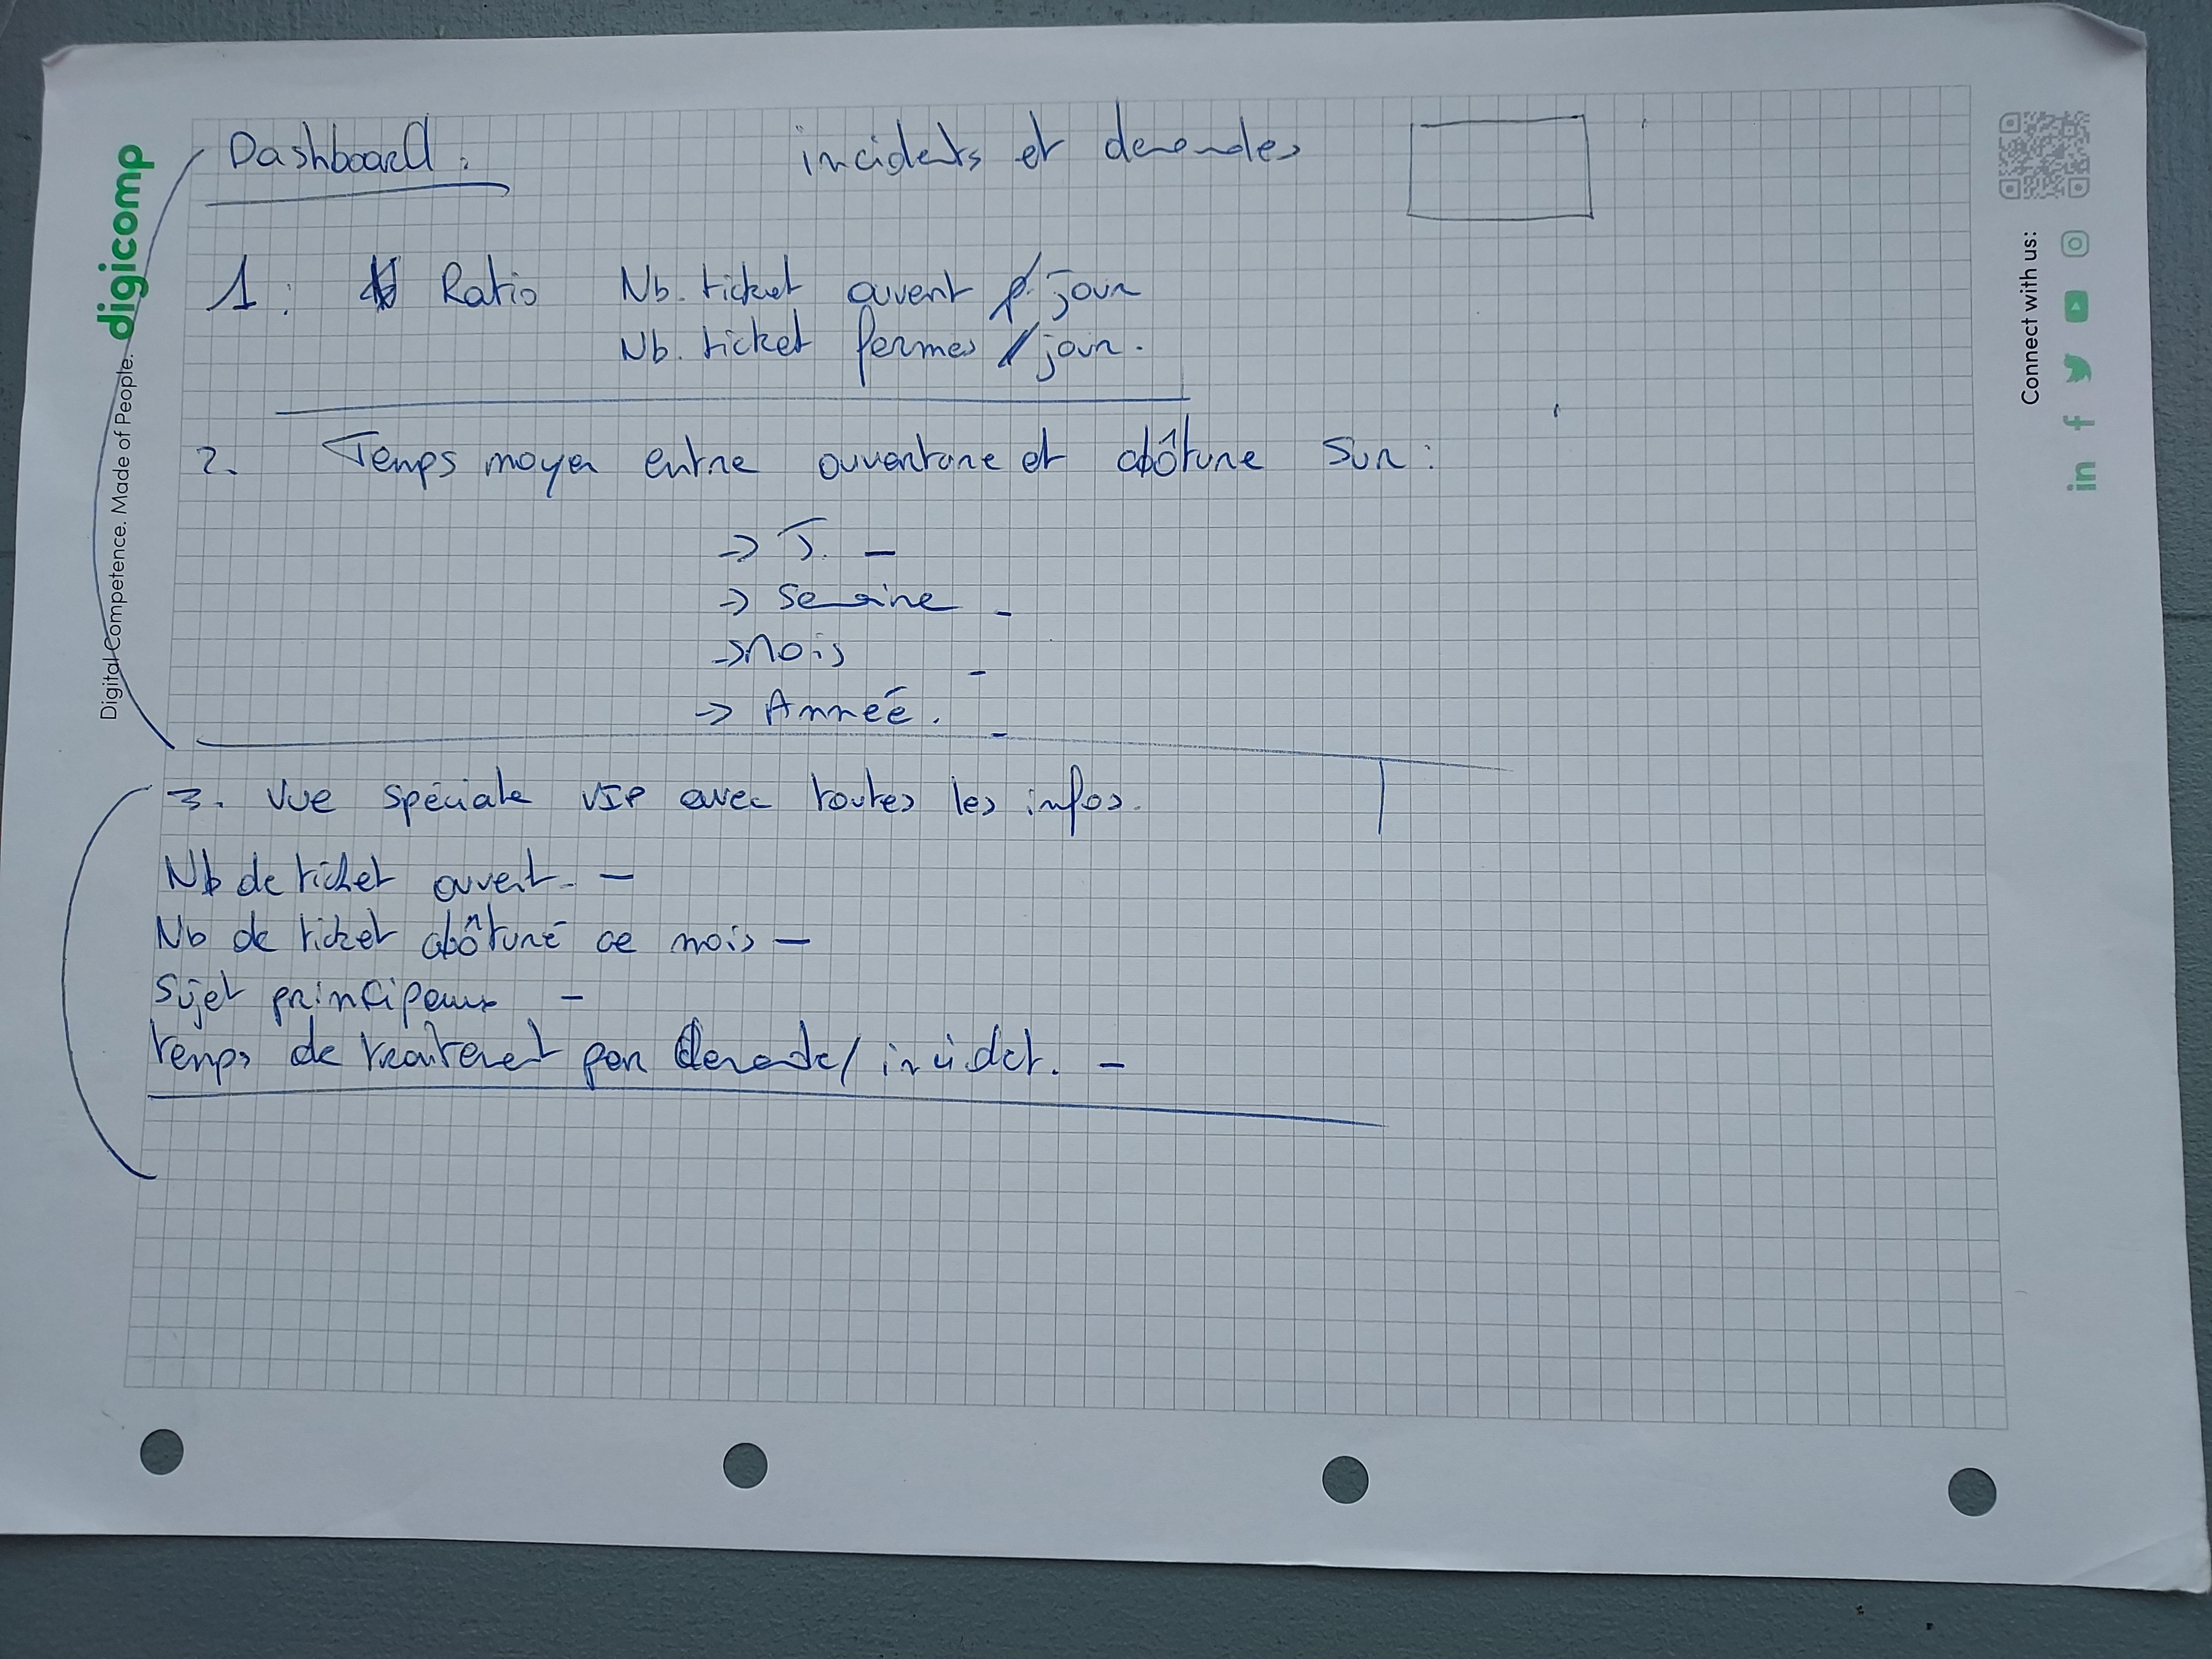 Dashboard : incidents et demandes
1 : Ratio Nb. ticket ouvert / jour
Nb. ticket fermes / jour.
2. Temps moyen entre ouverture et clôture sur :
-> J. –
-> Semaine –
-> Mois –
-> Année. –
3. Vue spéciale VIP avec toutes les infos.
Nb de ticket ouvert. –
Nb de ticket clôturé ce mois –
Sujet principaux –
temps de traitement par demande / incident. –
digicomp
Digital Competence. Made of People.
Connect with us: